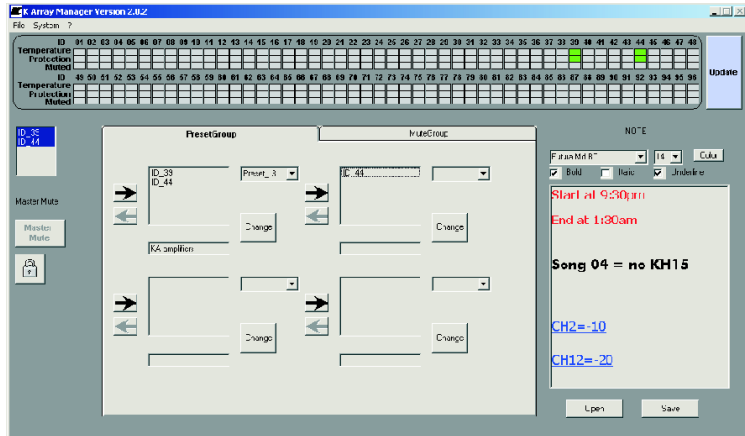 K Array Manager Version 2.0.2
File System ?
ID 01 02 03 04 05 06 07 08 09 10 11 12 13 14 15 16 17 18 19 20 21 22 23 24 25 26 27 28 29 30 31 32 33 34 35 36 37 38 39 40 41 42 43 44 45 46 47 48
Temperature
Protection
Muted
ID 49 50 51 52 53 54 55 56 57 58 59 60 61 62 63 64 65 66 67 68 69 70 71 72 73 74 75 76 77 78 79 80 81 82 83 84 85 86 87 88 89 90 91 92 93 94 95 96
Temperature
Protection
Muted
Update
ID_39
ID_44
Master Mute
Master
Mute
PresetGroup
MuteGroup
ID_39
ID_44
Preset_3
Change
KA amplifiers
ID_44
Change
Change
Change
NOTE
Futura Md BT
14
Color
Bold
Italic
Underline
Start at 9:30pm
End at 1:30am
Song 04 = no KH15
CH2=-10
CH12=-20
Open
Save